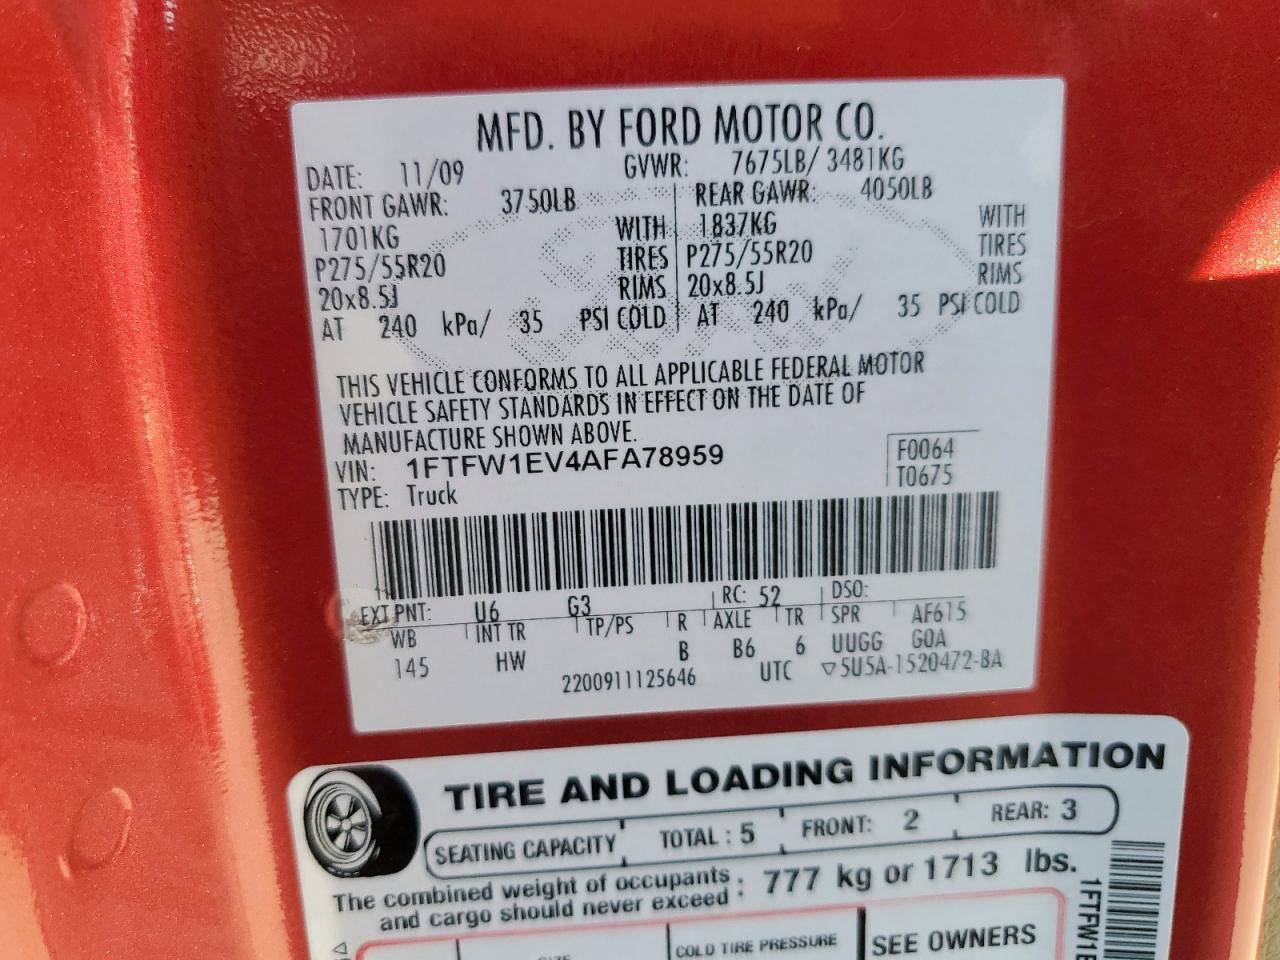 MFD. BY FORD MOTOR CO.
DATE: 11/09 GVWR: 7675LB/ 3481KG
FRONT GAWR: 3750LB REAR GAWR: 4050LB
1701KG WITH 1837KG WITH
P275/55R20 TIRES P275/55R20 TIRES
20x8.5J RIMS 20x8.5J RIMS
AT 240 kPa/ 35 PSI COLD AT 240 kPa/ 35 PSI COLD
THIS VEHICLE CONFORMS TO ALL APPLICABLE FEDERAL MOTOR
VEHICLE SAFETY STANDARDS IN EFFECT ON THE DATE OF
MANUFACTURE SHOWN ABOVE.
VIN: 1FTFW1EV4AFA78959 F0064
TYPE: Truck T0675
EXT PNT: U6 G3 RC: 52 DSO:
WB INT TR TP/PS R AXLE TR SPR AF615
145 HW B B6 6 UUGG GOA
2200911125646 UTC ▽5U5A-1520472-BA
TIRE AND LOADING INFORMATION
SEATING CAPACITY TOTAL : 5 FRONT: 2 REAR: 3
The combined weight of occupants and cargo should never exceed : 777 kg or 1713 lbs.
COLD TIRE PRESSURE SEE OWNERS
1FTFW1E